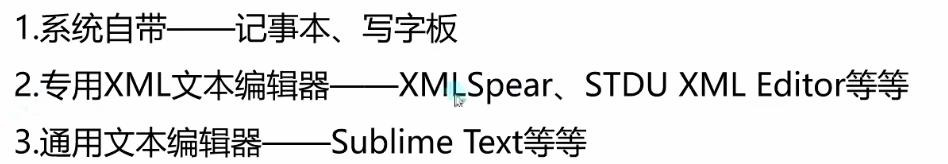 1.系统自带——记事本、写字板
2.专用XML文本编辑器——XMLSpear、STDU XML Editor等等
3.通用文本编辑器——Sublime Text等等